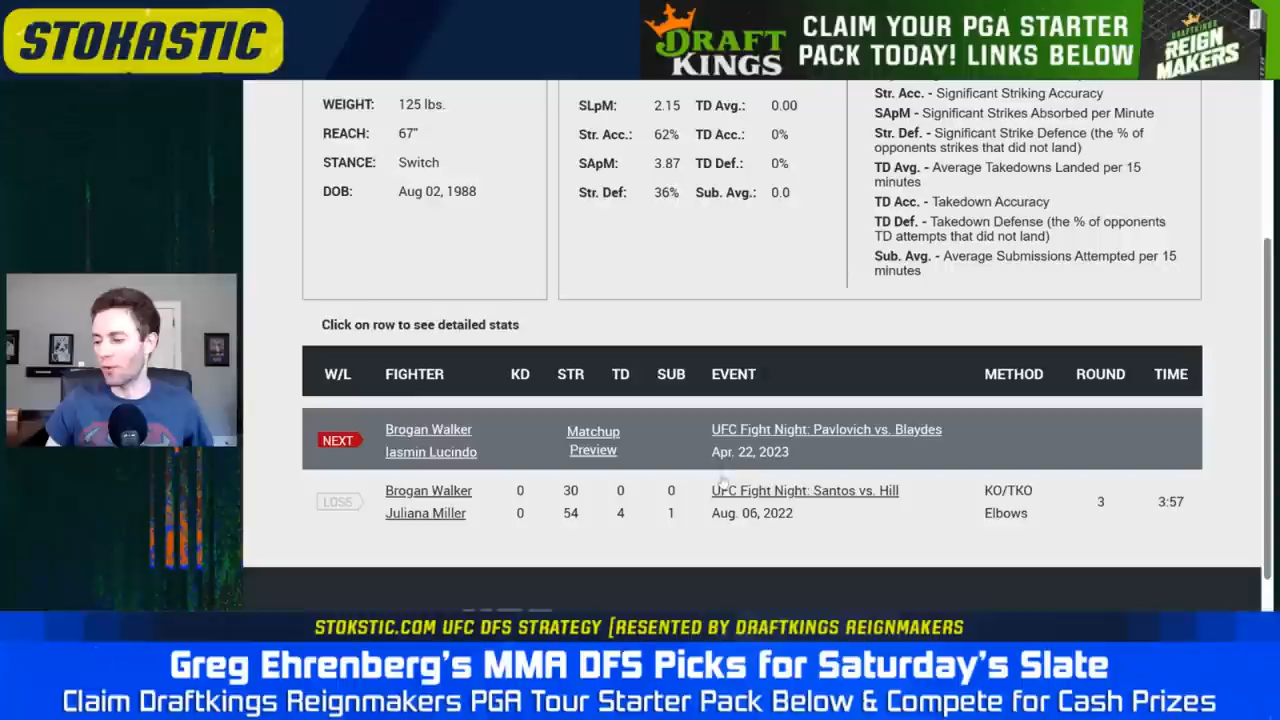 STOKASTIC
DRAFT
KINGS
CLAIM YOUR PGA STARTER
PACK TODAY! LINKS BELOW
DRAFTKINGS
REIGN
MAKERS
WEIGHT: 125 lbs.
REACH: 67"
STANCE: Switch
DOB: Aug 02, 1988
SLpM: 2.15 TD Avg.: 0.00
Str. Acc.: 62% TD Acc.: 0%
SApM: 3.87 TD Def.: 0%
Str. Def: 36% Sub. Avg.: 0.0
Str. Acc. - Significant Striking Accuracy
SApM - Significant Strikes Absorbed per Minute
Str. Def. - Significant Strike Defence (the % of
opponents strikes that did not land)
TD Avg. - Average Takedowns Landed per 15
minutes
TD Acc. - Takedown Accuracy
TD Def. - Takedown Defense (the % of opponents
TD attempts that did not land)
Sub. Avg. - Average Submissions Attempted per 15
minutes
Click on row to see detailed stats
W/L FIGHTER KD STR TD SUB EVENT METHOD ROUND TIME
NEXT Brogan Walker Matchup UFC Fight Night: Pavlovich vs. Blaydes
Iasmin Lucindo Preview Apr. 22, 2023
LOSS Brogan Walker 0 30 0 0 UFC Fight Night: Santos vs. Hill KO/TKO 3 3:57
Juliana Miller 0 54 4 1 Aug. 06, 2022 Elbows
STOKSTIC.COM UFC DFS STRATEGY [RESENTED BY DRAFTKINGS REIGNMAKERS
Greg Ehrenberg's MMA DFS Picks for Saturday's Slate
Claim Draftkings Reignmakers PGA Tour Starter Pack Below & Compete for Cash Prizes